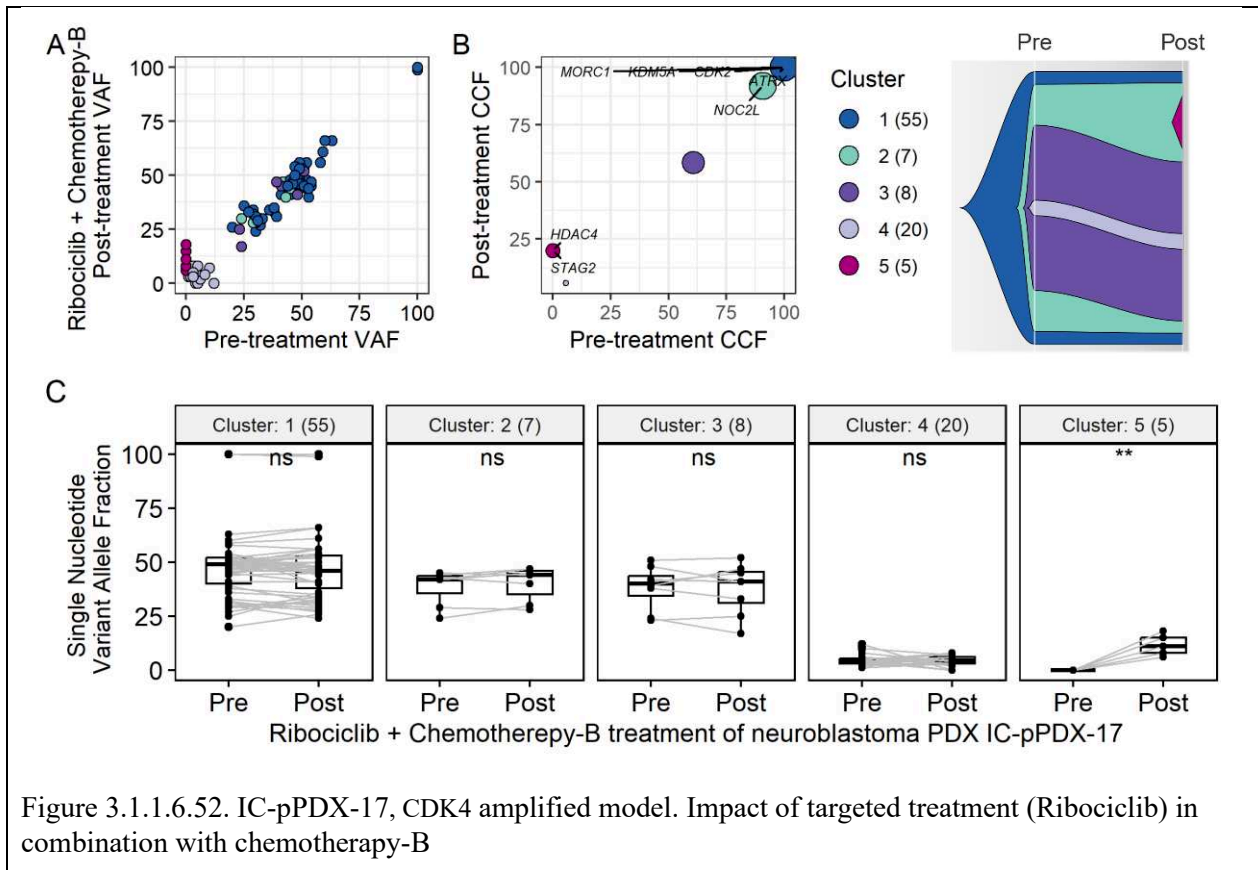 A
Ribociclib + Chemotherapy-B
Post-treatment VAF
100
75
50
25
0
0 25 50 75 100
Pre-treatment VAF
B
Post-treatment CCF
100
75
50
25
MORC1 KDM5A CDK2 ATRX
NOC2L
HDAC4
STAG2
0 25 50 75 100
Pre-treatment CCF
Cluster
1 (55)
2 (7)
3 (8)
4 (20)
5 (5)
Pre Post
C
Cluster: 1 (55) Cluster: 2 (7) Cluster: 3 (8) Cluster: 4 (20) Cluster: 5 (5)
ns ns ns ns **
Single Nucleotide
Variant Allele Fraction
100
75
50
25
0
Pre Post Pre Post Pre Post Pre Post Pre Post
Ribociclib + Chemotherepy-B treatment of neuroblastoma PDX IC-pPDX-17
Figure 3.1.1.6.52. IC-pPDX-17, CDK4 amplified model. Impact of targeted treatment (Ribociclib) in
combination with chemotherapy-B